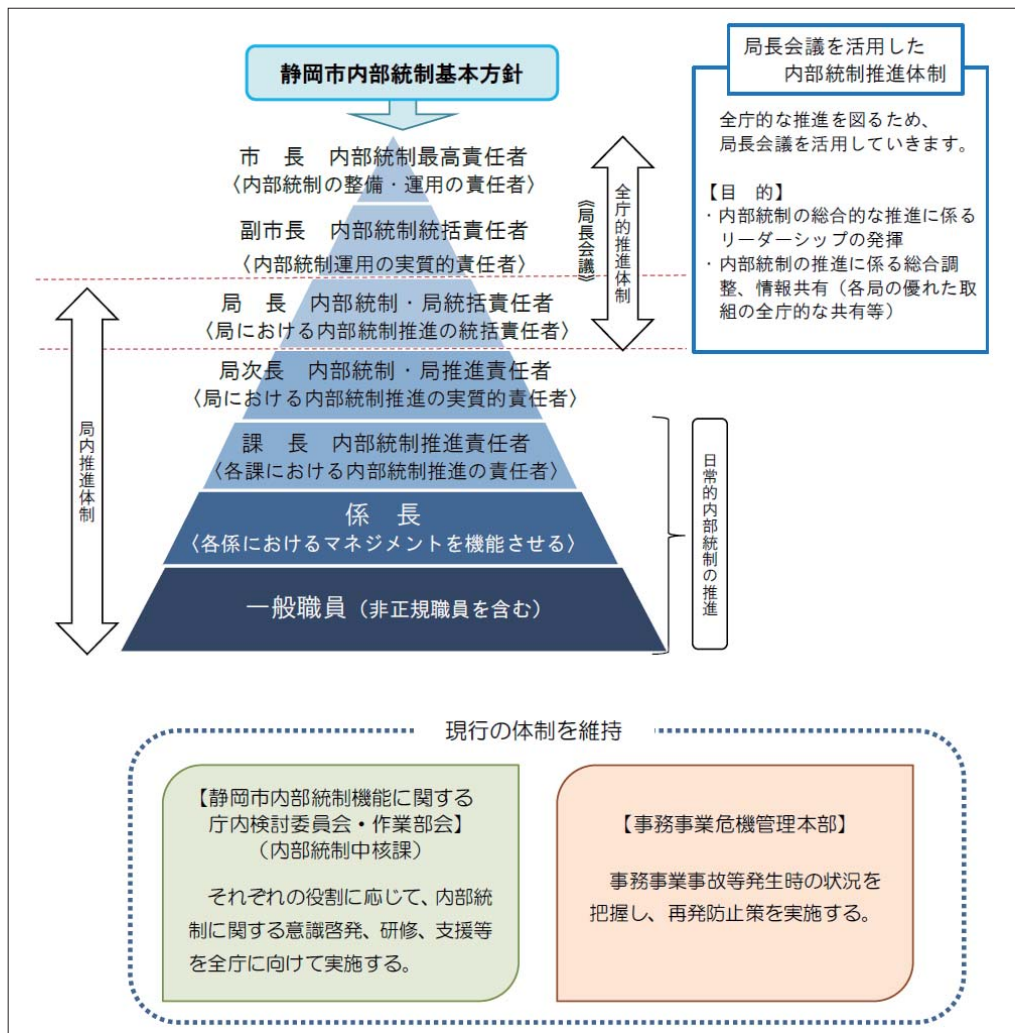 静岡市内部統制基本方針
市　長　内部統制最高責任者
〈内部統制の整備・運用の責任者〉
副市長　内部統制統括責任者
〈内部統制運用の実質的責任者〉
局　長　内部統制・局統括責任者
〈局における内部統制推進の統括責任者〉
局次長　内部統制・局推進責任者
〈局における内部統制推進の実質的責任者〉
課　長　内部統制推進責任者
〈各課における内部統制推進の責任者〉
係　長
〈各係におけるマネジメントを機能させる〉
一般職員（非正規職員を含む）
局内推進体制
《局長会議》
全庁的推進体制
日常的内部統制の推進
局長会議を活用した
内部統制推進体制
全庁的な推進を図るため、
局長会議を活用していきます。
【目　的】
・内部統制の総合的な推進に係る
リーダーシップの発揮
・内部統制の推進に係る総合調
整、情報共有（各局の優れた取
組の全庁的な共有等）
現行の体制を維持
【静岡市内部統制機能に関する
庁内検討委員会・作業部会】
（内部統制中核課）
それぞれの役割に応じて、内部統
制に関する意識啓発、研修、支援等
を全庁に向けて実施する。
【事務事業危機管理本部】
事務事業事故等発生時の状況を
把握し、再発防止策を実施する。